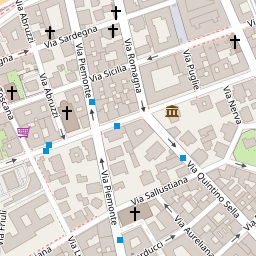 Via Abruzzi
Via Sardegna
Via Piemonte
Via Romagna
Via Sicilia
Via Puglie
Via Abruzzi
Via Nerva
Via Piemonte
Via Sallustiana
Via Quintino Sella
Via Aureliana